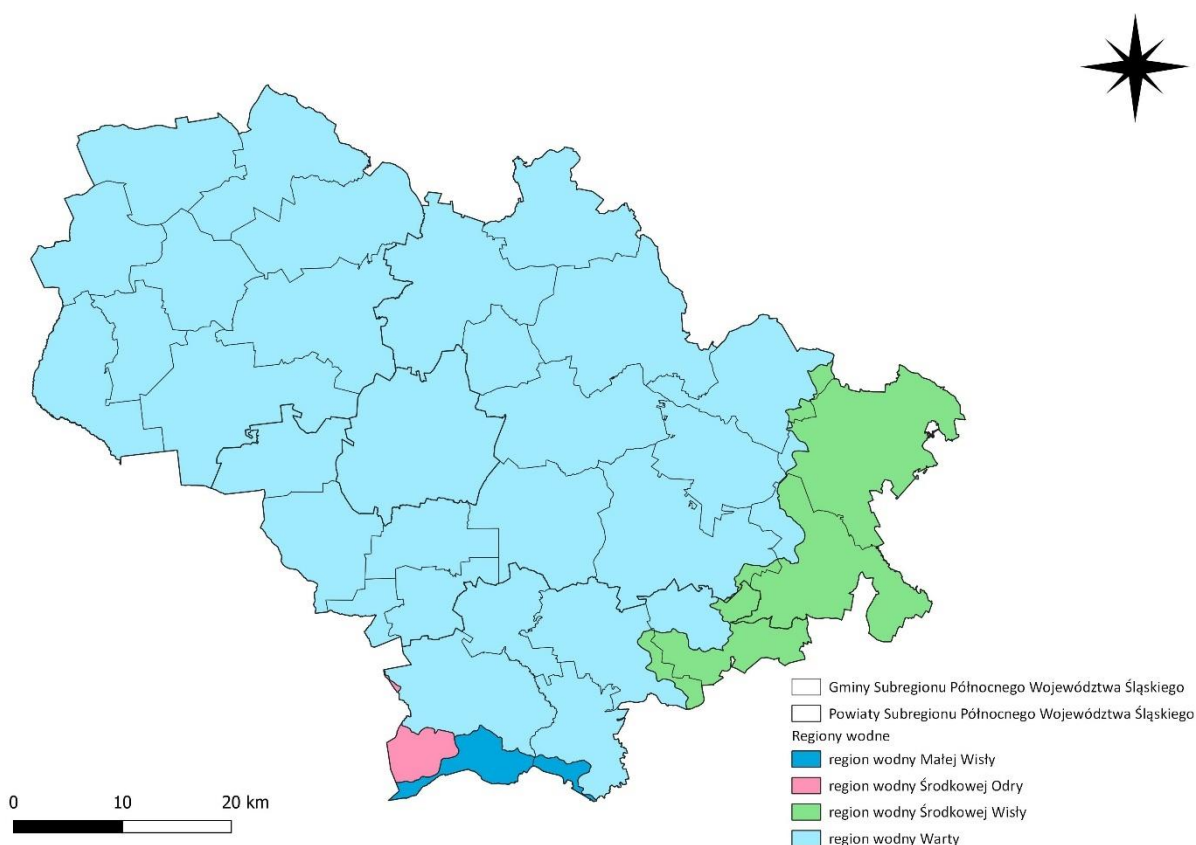 0 10 20 km
Gminy Subregionu Północnego Województwa Śląskiego
Powiaty Subregionu Północnego Województwa Śląskiego
Regiony wodne
region wodny Małej Wisły
region wodny Środkowej Odry
region wodny Środkowej Wisły
region wodny Warty